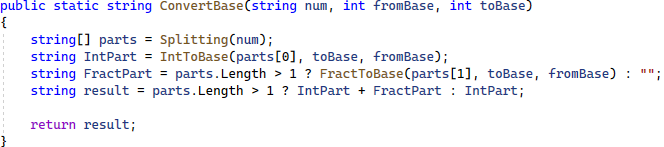 public static string ConvertBase(string num, int fromBase, int toBase)
{
    string[] parts = Splitting(num);
    string IntPart = IntToBase(parts[0], toBase, fromBase);
    string FractPart = parts.Length > 1 ? FractToBase(parts[1], toBase, fromBase) : "";
    string result = parts.Length > 1 ? IntPart + FractPart : IntPart;

    return result;
}